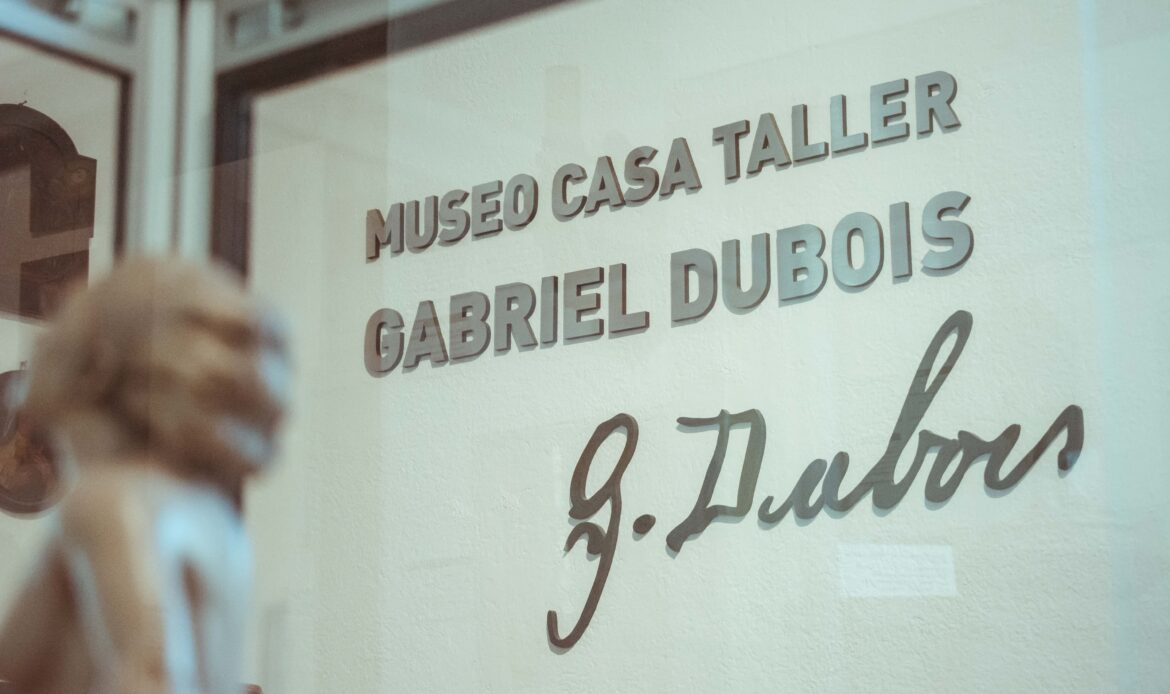 MUSEO CASA TALLER
GABRIEL DUBOIS
G. Dubois